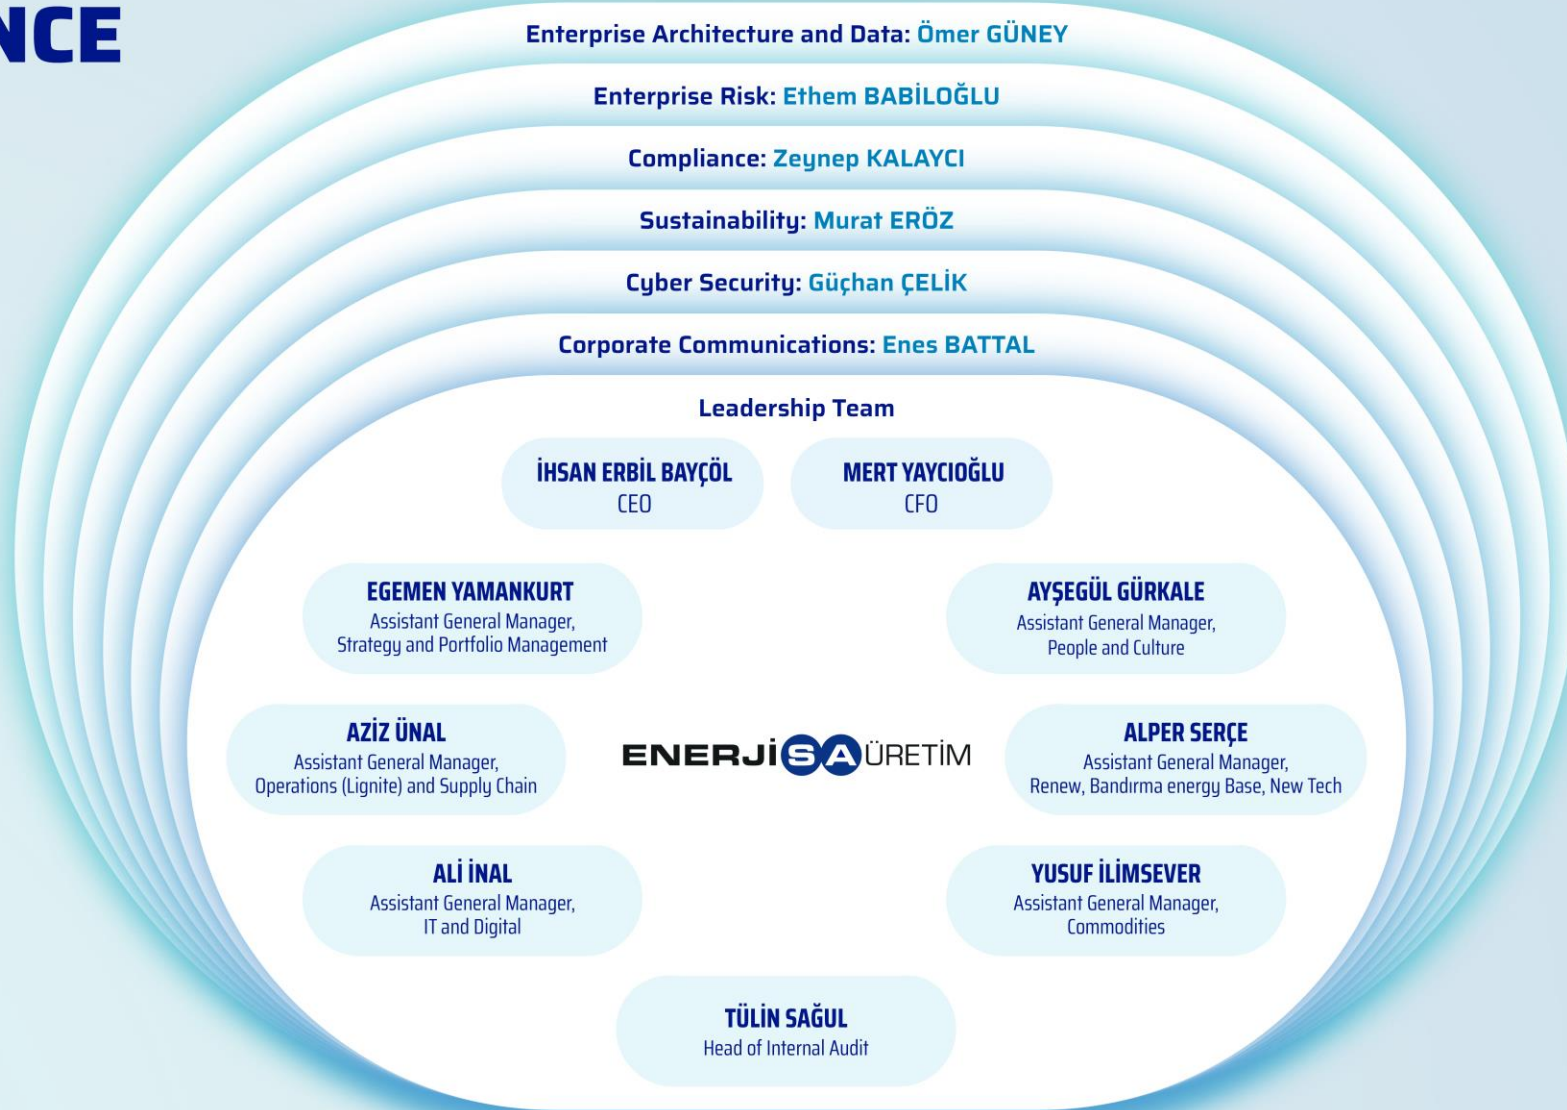 NCE
Enterprise Architecture and Data: Ömer GÜNEY
Enterprise Risk: Ethem BABİLOĞLU
Compliance: Zeynep KALAYCI
Sustainability: Murat ERÖZ
Cyber Security: Güçhan ÇELİK
Corporate Communications: Enes BATTAL
Leadership Team
İHSAN ERBİL BAYÇÖL
CEO
MERT YAYCIOĞLU
CFO
EGEMEN YAMANKURT
Assistant General Manager,
Strategy and Portfolio Management
AYŞEGÜL GÜRKALE
Assistant General Manager,
People and Culture
AZİZ ÜNAL
Assistant General Manager,
Operations (Lignite) and Supply Chain
ENERJİSA ÜRETİM
ALPER SERÇE
Assistant General Manager,
Renew, Bandırma energy Base, New Tech
ALİ İNAL
Assistant General Manager,
IT and Digital
YUSUF İLİMSEVER
Assistant General Manager,
Commodities
TÜLİN SAĞUL
Head of Internal Audit